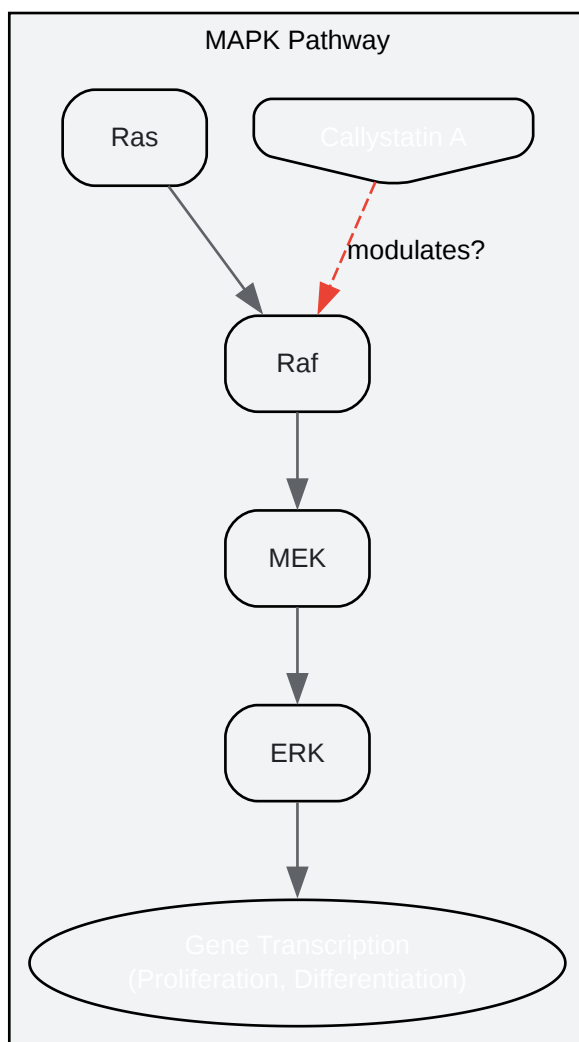 MAPK Pathway
Ras
Callystatin A
modulates?
Raf
MEK
ERK
Gene Transcription
(Proliferation, Differentiation)